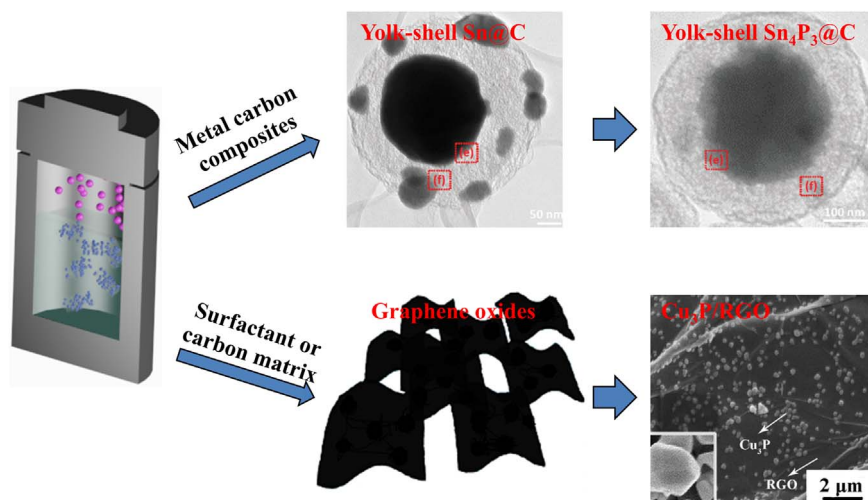 Metal carbon
composites
Yolk-shell Sn@C
(e)
(f)
50 nm
Yolk-shell Sn₄P₃@C
(e)
(f)
100 nm
Surfactant or
carbon matrix
Graphene oxides
Cu₃P/RGO
Cu₃P
RGO
2 μm